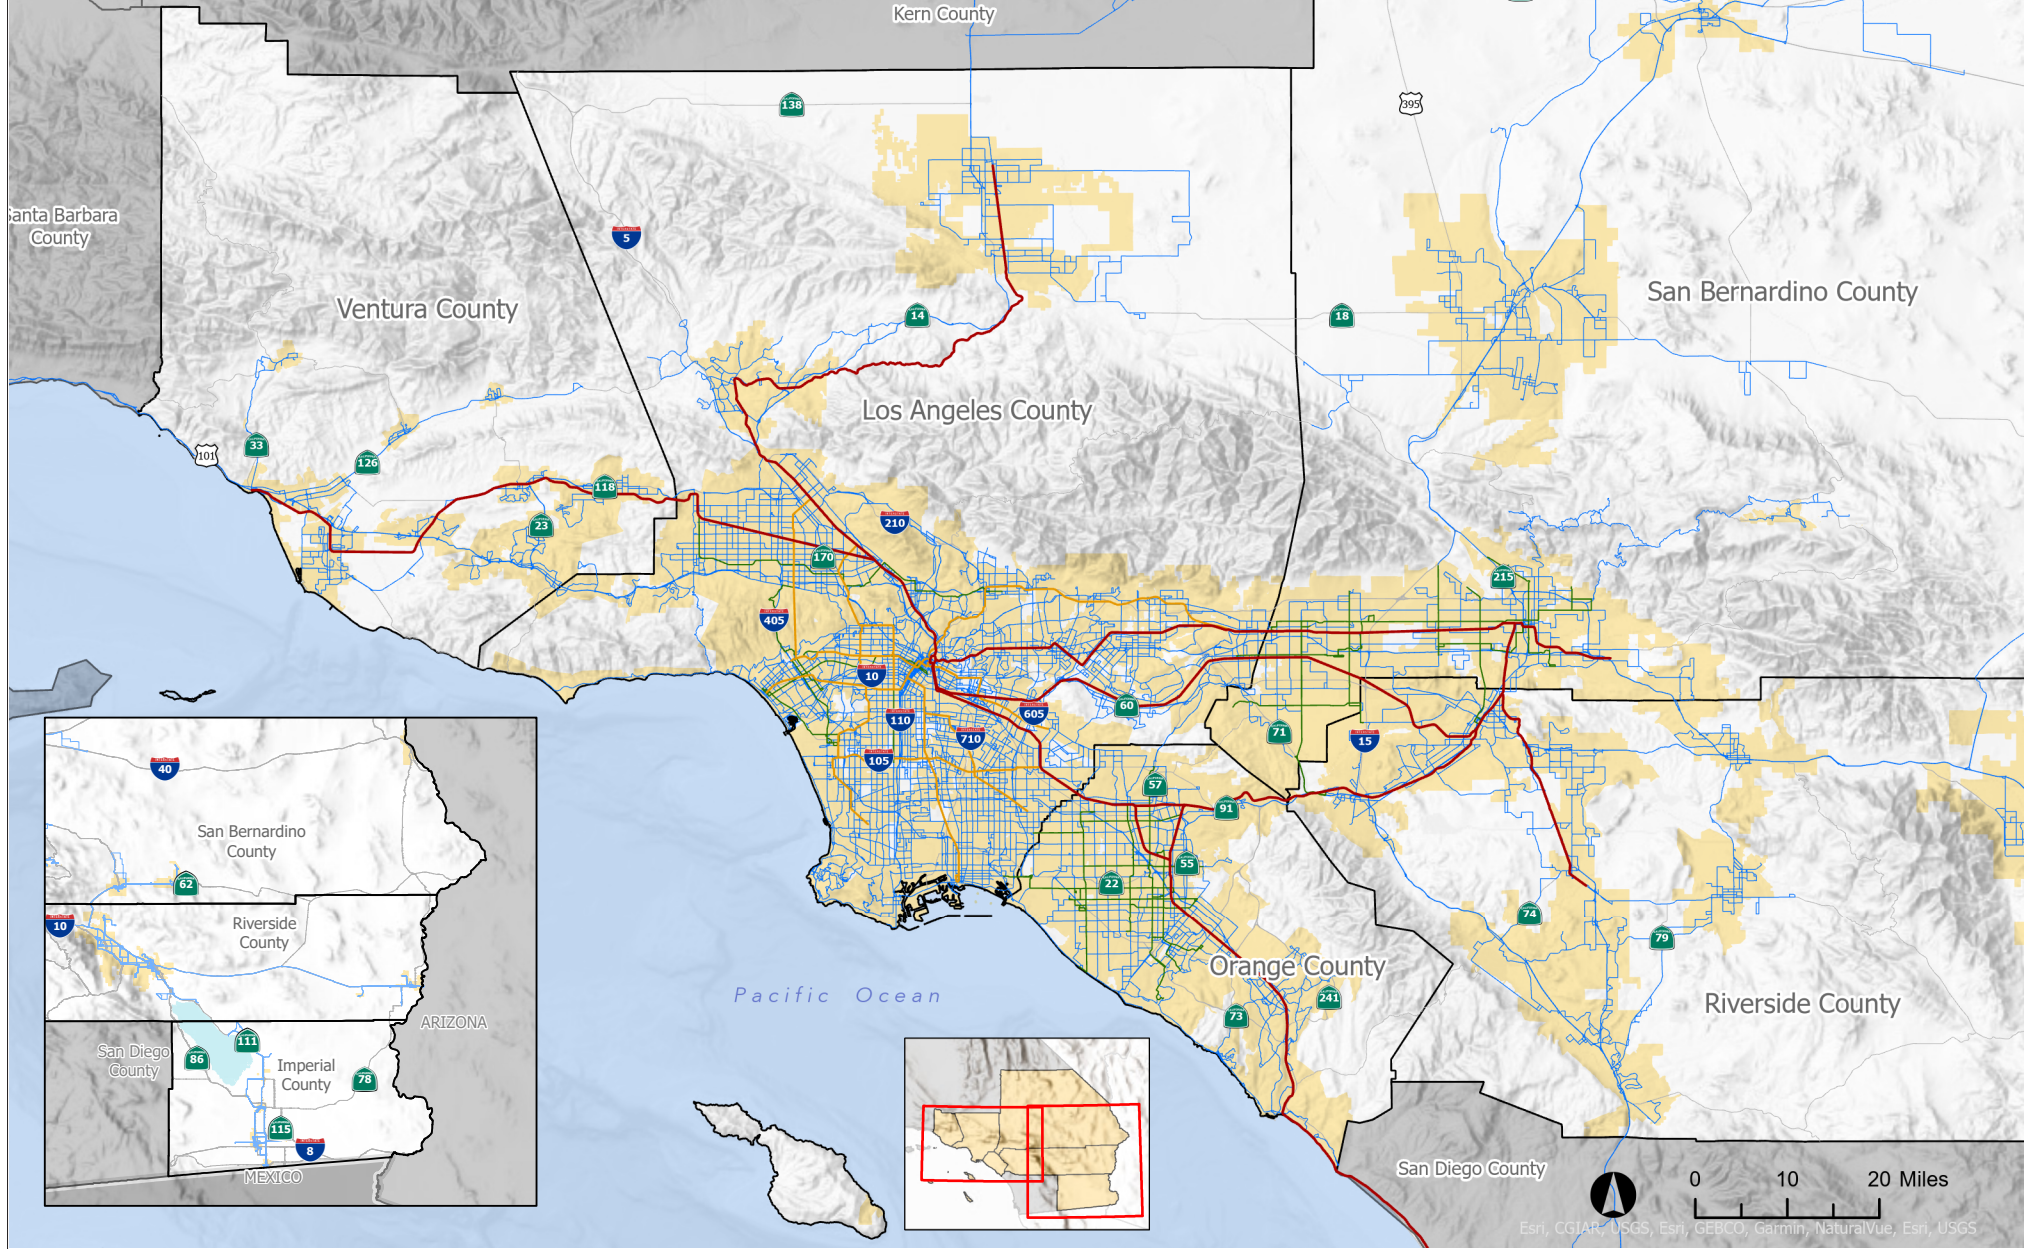 Kern County
138
395
Santa Barbara
County
5
Ventura County
San Bernardino County
14
18
Los Angeles County
33
101
126
118
23
210
170
215
405
10
60
605
110
71
15
710
105
57
91
55
22
74
79
Orange County
241
73
Riverside County
Pacific Ocean
San Diego County
40
San Bernardino
County
62
10
Riverside
County
ARIZONA
111
San Diego
County
86
Imperial
County
78
115
8
MEXICO
0 10 20 Miles
Esri, CGIAR, USGS, Esri, GEBCO, Garmin, NaturalVue, Esri, USGS